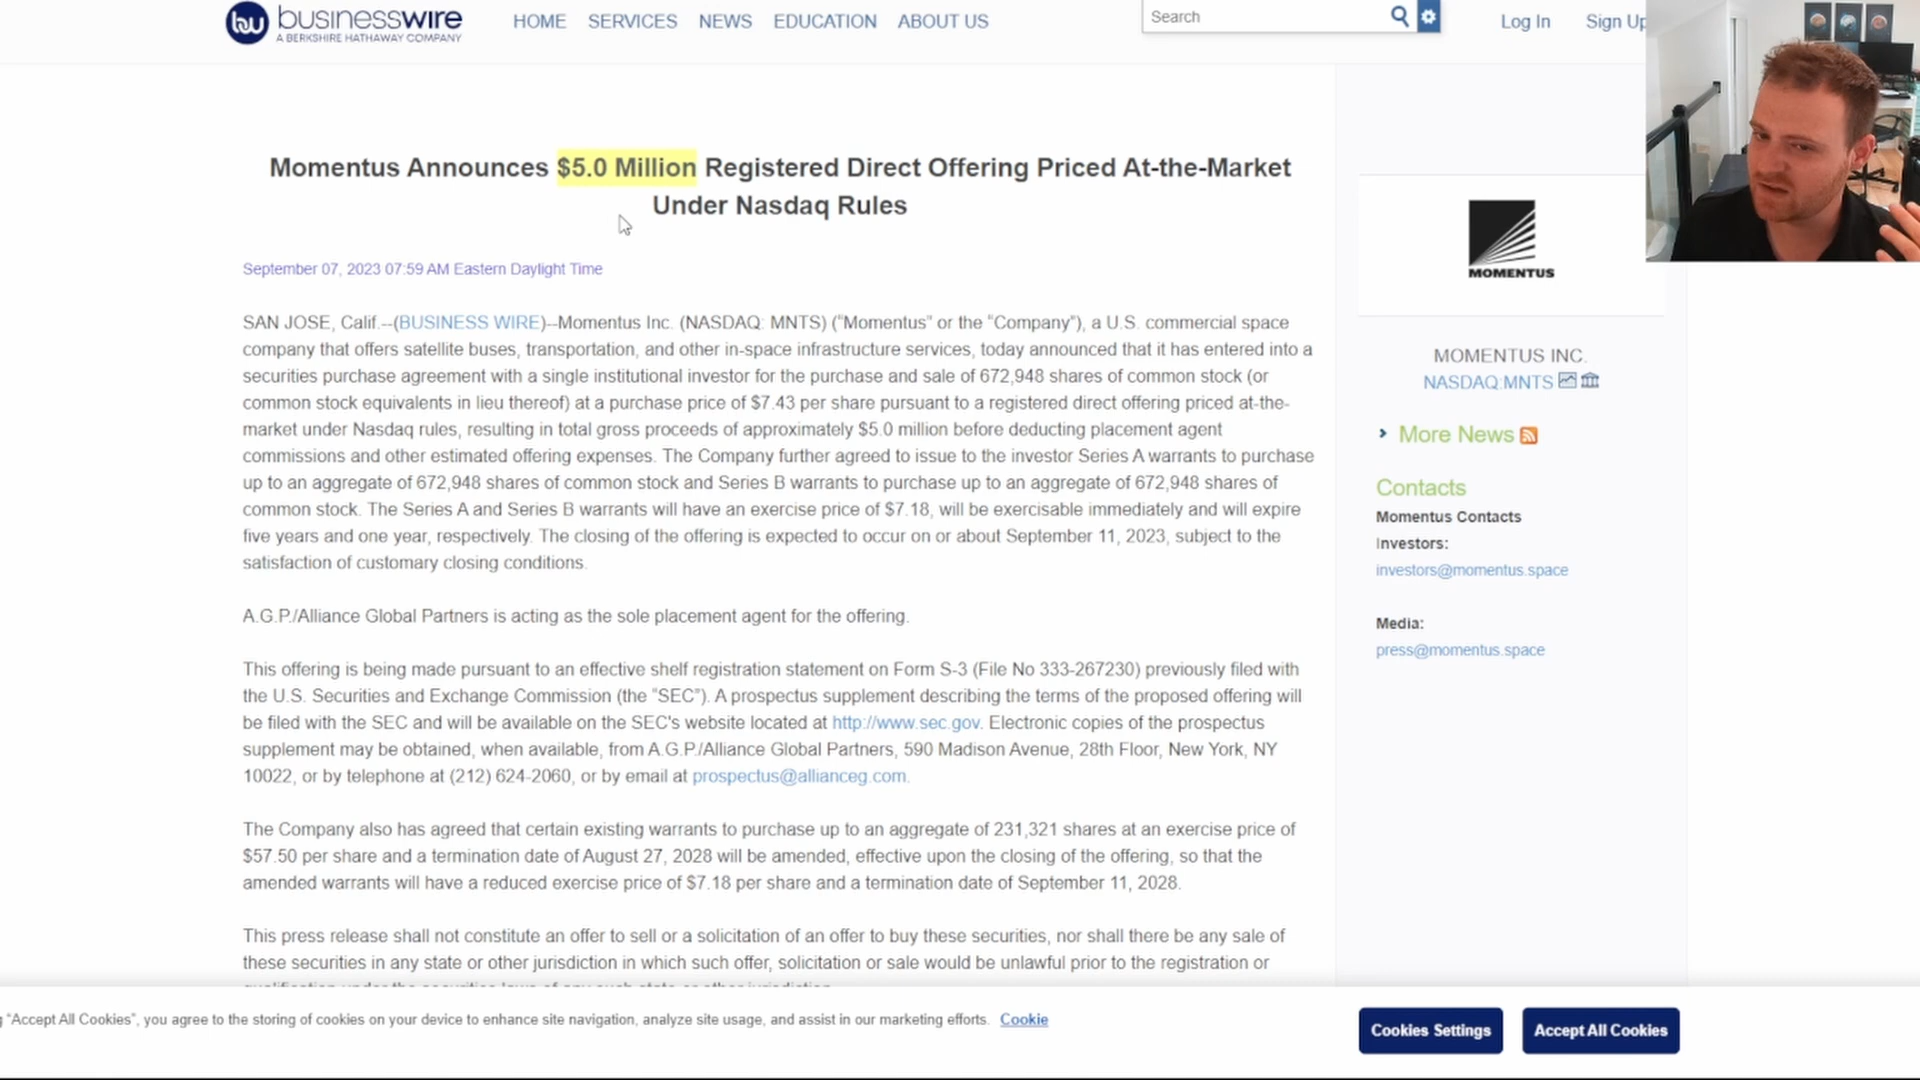 businesswire
A BERKSHIRE HATHAWAY COMPANY
HOME SERVICES NEWS EDUCATION ABOUT US
Search
Log In Sign Up
Momentus Announces $5.0 Million Registered Direct Offering Priced At-the-Market
Under Nasdaq Rules
September 07, 2023 07:59 AM Eastern Daylight Time
SAN JOSE, Calif.--(BUSINESS WIRE)--Momentus Inc. (NASDAQ: MNTS) (“Momentus” or the “Company”), a U.S. commercial space
company that offers satellite buses, transportation, and other in-space infrastructure services, today announced that it has entered into a
securities purchase agreement with a single institutional investor for the purchase and sale of 672,948 shares of common stock (or
common stock equivalents in lieu thereof) at a purchase price of $7.43 per share pursuant to a registered direct offering priced at-the-
market under Nasdaq rules, resulting in total gross proceeds of approximately $5.0 million before deducting placement agent
commissions and other estimated offering expenses. The Company further agreed to issue to the investor Series A warrants to purchase
up to an aggregate of 672,948 shares of common stock and Series B warrants to purchase up to an aggregate of 672,948 shares of
common stock. The Series A and Series B warrants will have an exercise price of $7.18, will be exercisable immediately and will expire
five years and one year, respectively. The closing of the offering is expected to occur on or about September 11, 2023, subject to the
satisfaction of customary closing conditions.
A.G.P./Alliance Global Partners is acting as the sole placement agent for the offering.
This offering is being made pursuant to an effective shelf registration statement on Form S-3 (File No 333-267230) previously filed with
the U.S. Securities and Exchange Commission (the “SEC”). A prospectus supplement describing the terms of the proposed offering will
be filed with the SEC and will be available on the SEC's website located at http://www.sec.gov. Electronic copies of the prospectus
supplement may be obtained, when available, from A.G.P./Alliance Global Partners, 590 Madison Avenue, 28th Floor, New York, NY
10022, or by telephone at (212) 624-2060, or by email at prospectus@allianceg.com.
The Company also has agreed that certain existing warrants to purchase up to an aggregate of 231,321 shares at an exercise price of
$57.50 per share and a termination date of August 27, 2028 will be amended, effective upon the closing of the offering, so that the
amended warrants will have a reduced exercise price of $7.18 per share and a termination date of September 11, 2028.
This press release shall not constitute an offer to sell or a solicitation of an offer to buy these securities, nor shall there be any sale of
these securities in any state or other jurisdiction in which such offer, solicitation or sale would be unlawful prior to the registration or
MOMENTUS
MOMENTUS INC.
NASDAQ:MNTS
More News
Contacts
Momentus Contacts
Investors:
investors@momentus.space
Media:
press@momentus.space
“Accept All Cookies”, you agree to the storing of cookies on your device to enhance site navigation, analyze site usage, and assist in our marketing efforts. Cookie
Cookies Settings
Accept All Cookies